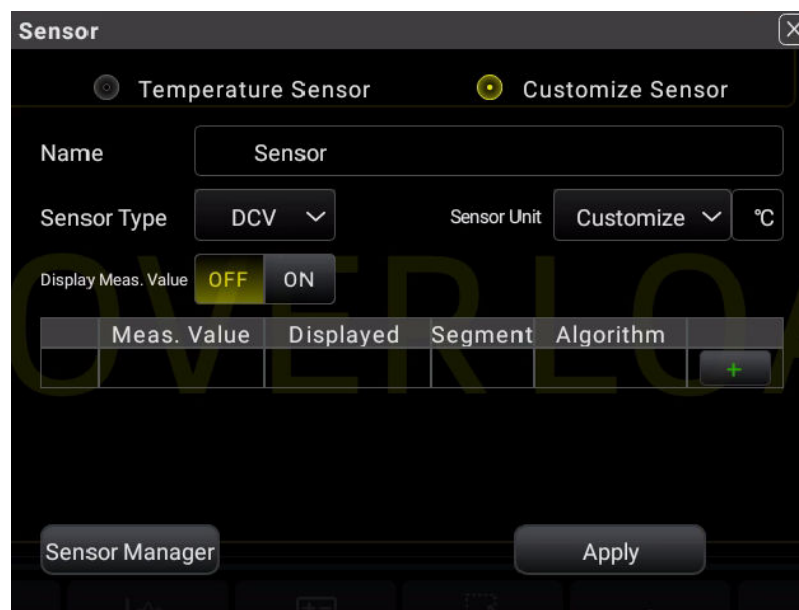 Sensor
Temperature Sensor Customize Sensor
Name Sensor
Sensor Type DCV Sensor Unit Customize ℃
Display Meas. Value OFF ON
Meas. Value Displayed Segment Algorithm
+
Sensor Manager Apply